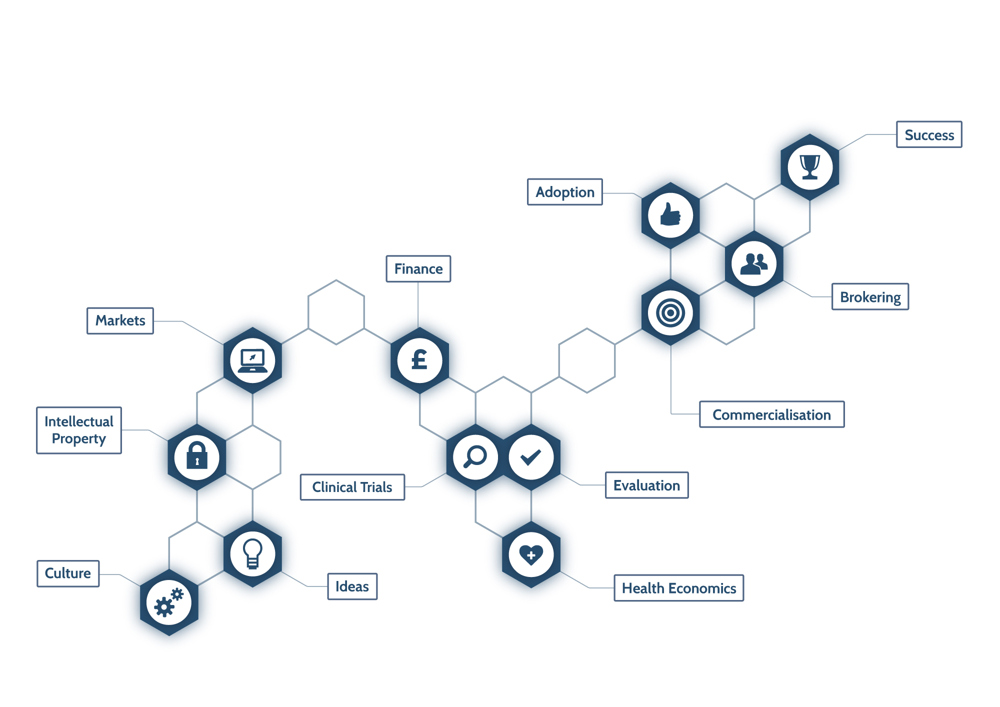 Success
Adoption
Finance
Brokering
Markets
Commercialisation
Intellectual
Property
Clinical Trials
Evaluation
Culture
Ideas
Health Economics
£